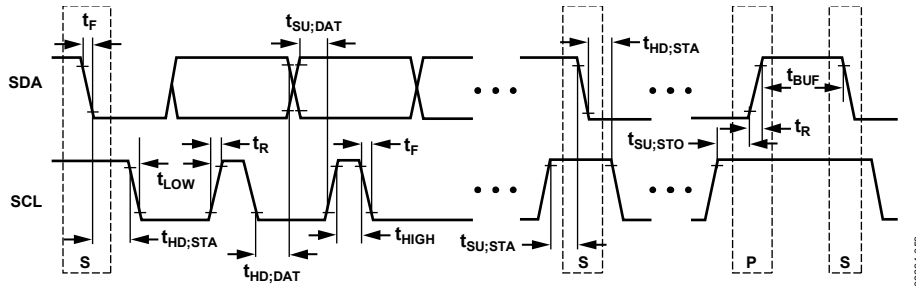 tF
tSU;DAT
tHD;STA
SDA
tBUF
tR
tF
tSU;STO
tR
tLOW
SCL
tHD;STA
tHIGH
tSU;STA
tHD;DAT
S
S
P
S